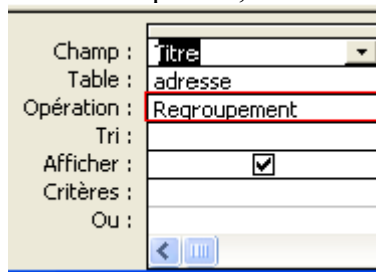 Champ : Titre
Table : adresse
Opération : Regroupement
Tri :
Afficher :
Critères :
Ou :